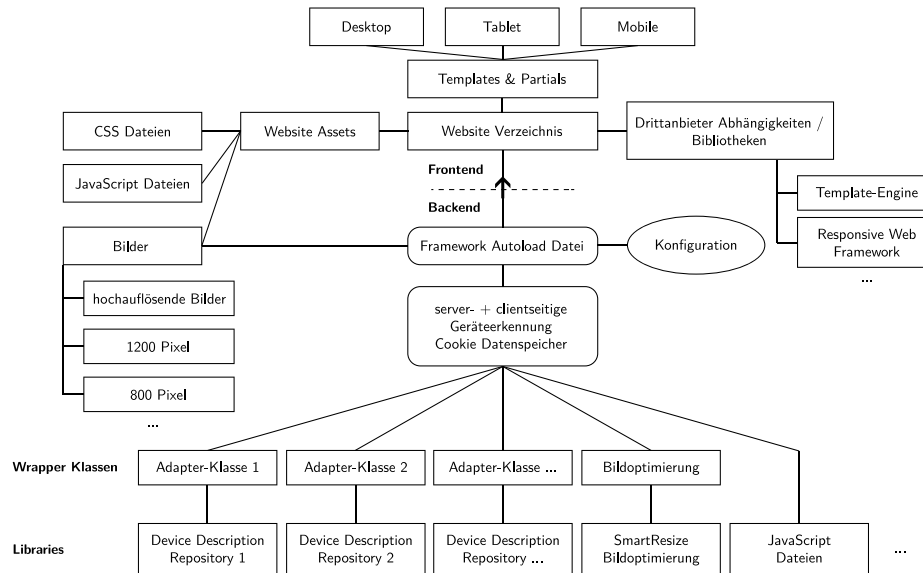 Desktop
Tablet
Mobile
Templates & Partials
CSS Dateien
Website Assets
Website Verzeichnis
Drittanbieter Abhängigkeiten /
Bibliotheken
JavaScript Dateien
Frontend
Backend
Template-Engine
Bilder
Framework Autoload Datei
Konfiguration
Responsive Web
Framework
...
hochauflösende Bilder
1200 Pixel
800 Pixel
...
server- + clientseitige
Geräteerkennung
Cookie Datenspeicher
Wrapper Klassen
Adapter-Klasse 1
Adapter-Klasse 2
Adapter-Klasse ...
Bildoptimierung
Libraries
Device Description
Repository 1
Device Description
Repository 2
Device Description
Repository ...
SmartResize
Bildoptimierung
JavaScript
Dateien
...